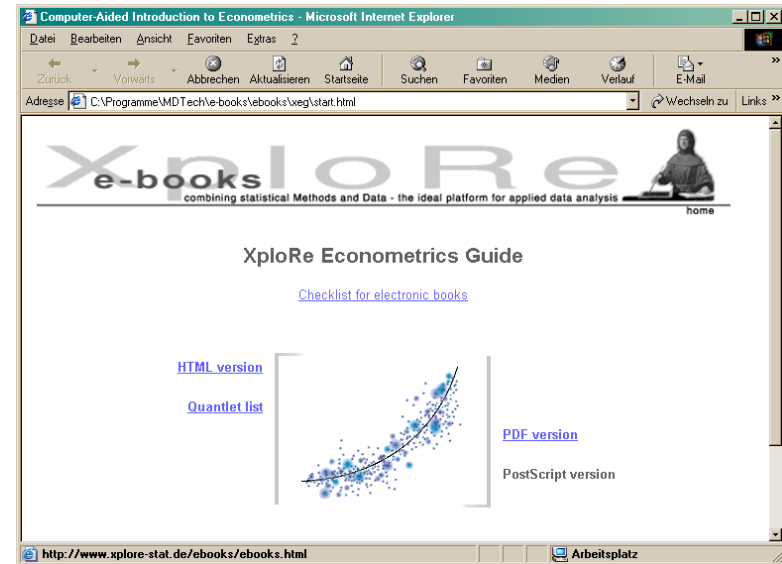 Computer-Aided Introduction to Econometrics - Microsoft Internet Explorer
Datei Bearbeiten Ansicht Favoriten Extras ?
Zurück Vorwärts Abbrechen Aktualisieren Startseite Suchen Favoriten Medien Verlauf E-Mail »
Adresse C:\Programme\MDTech\e-books\ebooks\xeg\start.html Wechseln zu Links »
XploRe
e-books
combining statistical Methods and Data - the ideal platform for applied data analysis
home
XploRe Econometrics Guide
Checklist for electronic books
HTML version
Quantlet list
PDF version
PostScript version
http://www.xplore-stat.de/ebooks/ebooks.html Arbeitsplatz